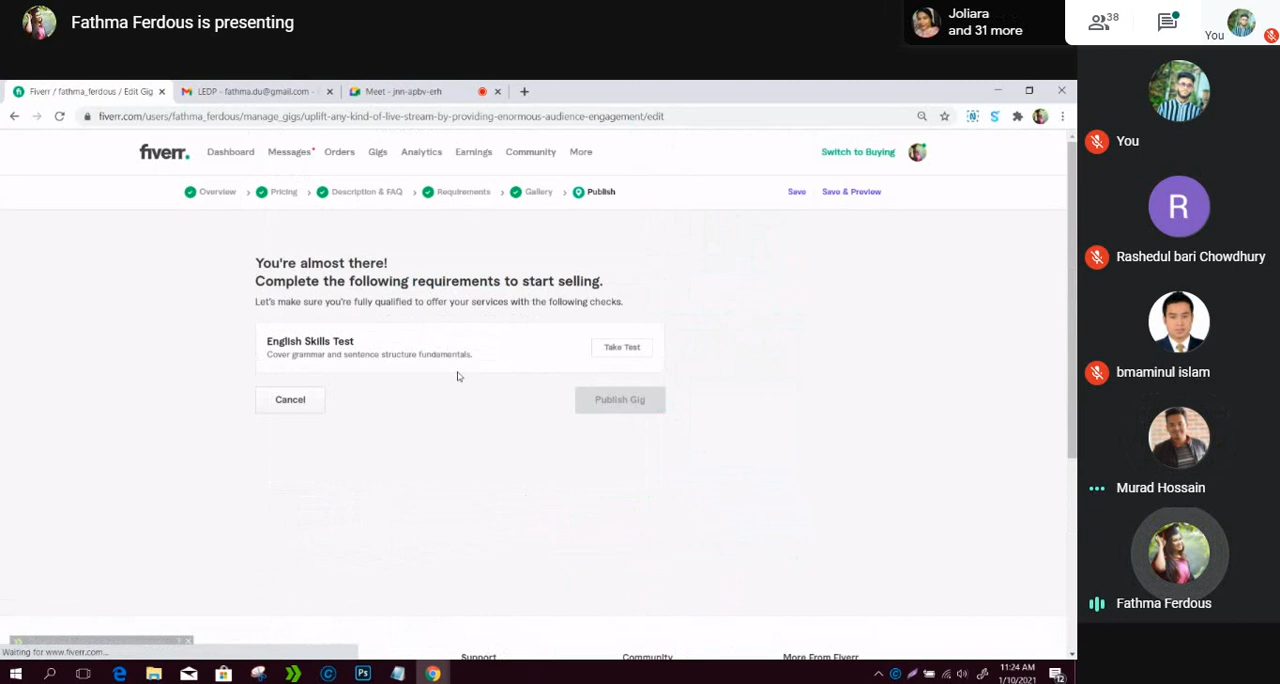 Fathma Ferdous is presenting
Joliara
and 31 more
38
You
Fiverr / fathma_ferdous / Edit Gig
LEDP - fathma.du@gmail.com -
Meet - jnn-apbv-erh
fiverr.com/users/fathma_ferdous/manage_gigs/uplift-any-kind-of-live-stream-by-providing-enormous-audience-engagement/edit
fiverr.
Dashboard
Messages
Orders
Gigs
Analytics
Earnings
Community
More
Switch to Buying
Overview
Pricing
Description & FAQ
Requirements
Gallery
Publish
Save
Save & Preview
You're almost there!
Complete the following requirements to start selling.
Let's make sure you're fully qualified to offer your services with the following checks.
English Skills Test
Cover grammar and sentence structure fundamentals.
Take Test
Cancel
Publish Gig
Waiting for www.fiverr.com...
Support
Community
More From Fiverr
11:24 AM
1/10/2021
12
You
R
Rashedul bari Chowdhury
bmaminul islam
Murad Hossain
Fathma Ferdous